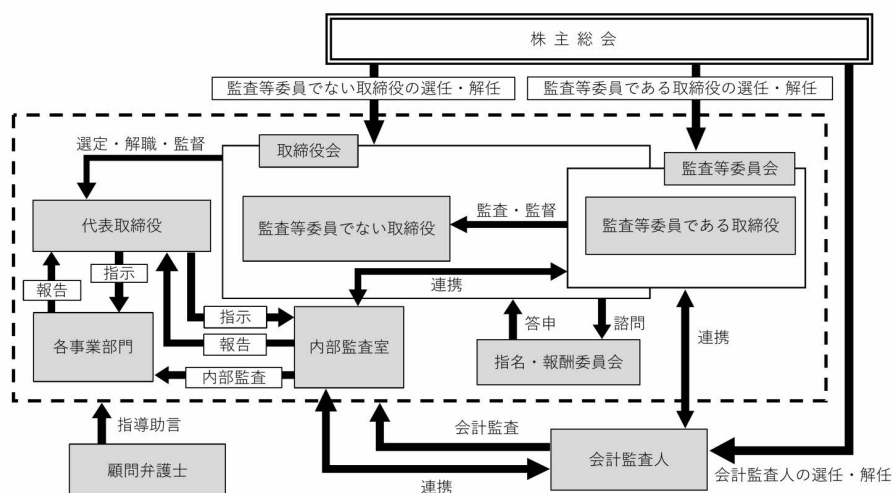 株主総会
監査等委員でない取締役の選任・解任
監査等委員である取締役の選任・解任
選定・解職・監督
取締役会
監査等委員会
代表取締役
監査等委員でない取締役
監査・監督
監査等委員である取締役
指示
報告
連携
指示
答申
諮問
連携
各事業部門
報告
内部監査室
指名・報酬委員会
内部監査
指導助言
会計監査
顧問弁護士
連携
会計監査人
会計監査人の選任・解任